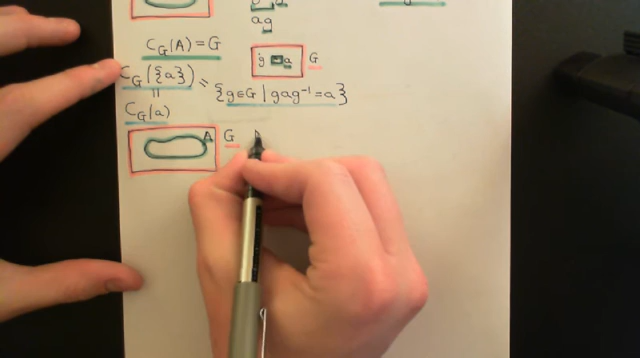 ag
C_G(A) = G
g a G
C_G({a}) = {g∈G | gag⁻¹=a}
||
C_G(a)
A G